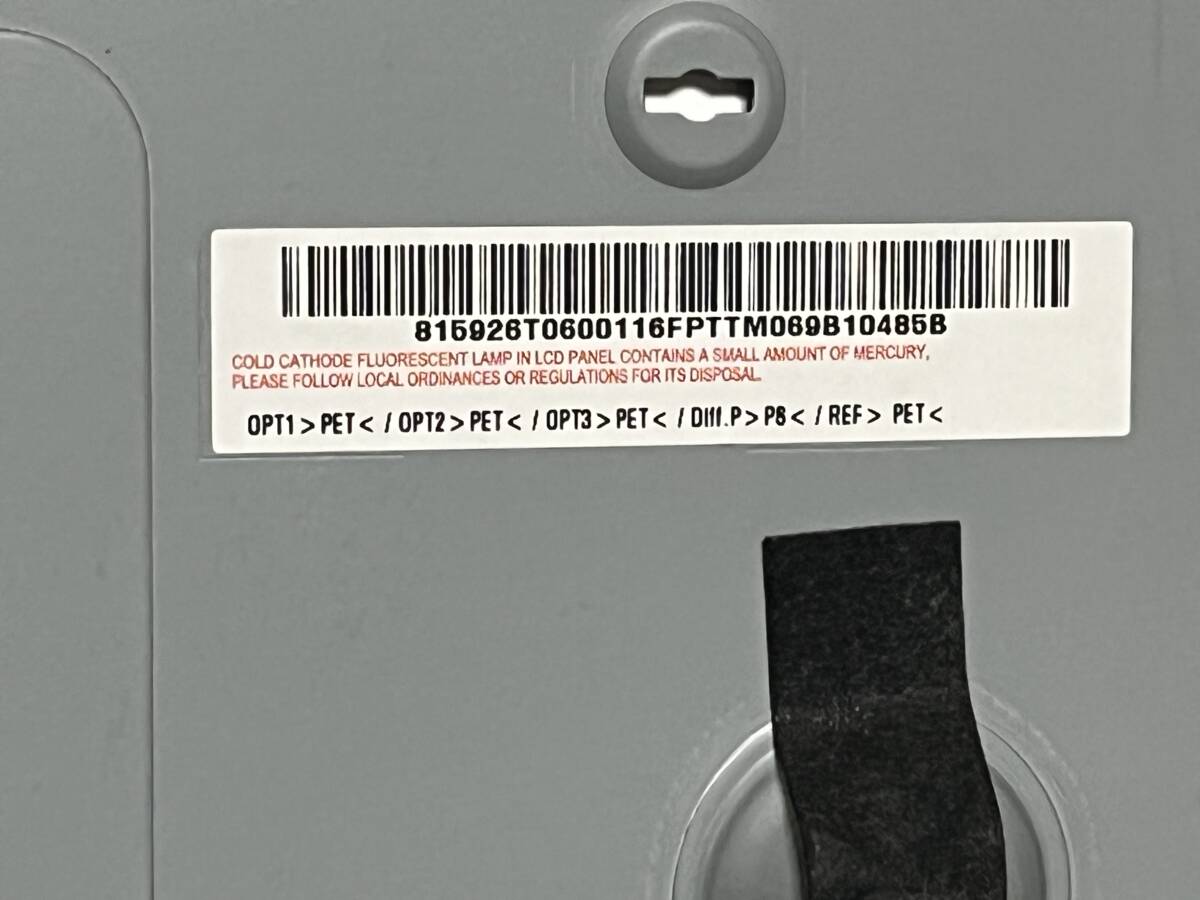 815926T0600116FPTTM069B10485B
COLD CATHODE FLUORESCENT LAMP IN LCD PANEL CONTAINS A SMALL AMOUNT OF MERCURY,
PLEASE FOLLOW LOCAL ORDINANCES OR REGULATIONS FOR ITS DISPOSAL.
OPT1 > PET < / OPT2 > PET < / OPT3 > PET < / Diff.P > PS < / REF > PET <